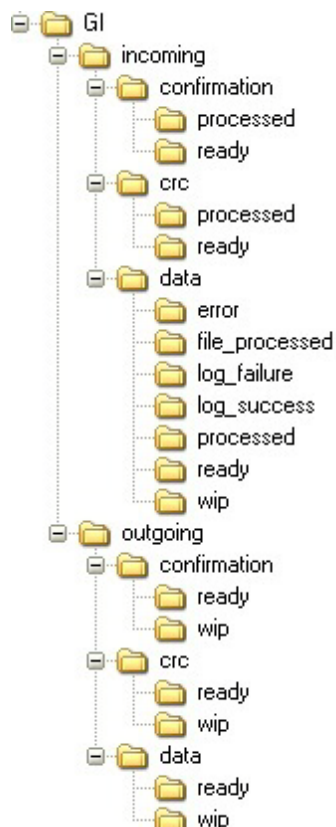 GI
incoming
confirmation
processed
ready
crc
processed
ready
data
error
file_processed
log_failure
log_success
processed
ready
wip
outgoing
confirmation
ready
wip
crc
ready
wip
data
ready
wip